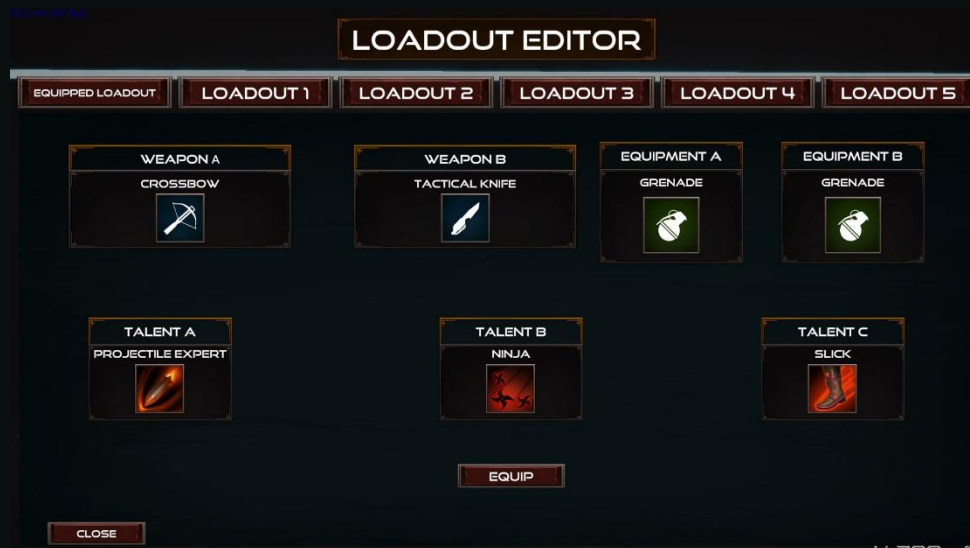 LOADOUT EDITOR
EQUIPPED LOADOUT
LOADOUT 1
LOADOUT 2
LOADOUT 3
LOADOUT 4
LOADOUT 5
WEAPON A
CROSSBOW
WEAPON B
TACTICAL KNIFE
EQUIPMENT A
GRENADE
EQUIPMENT B
GRENADE
TALENT A
PROJECTILE EXPERT
TALENT B
NINJA
TALENT C
SLICK
EQUIP
CLOSE